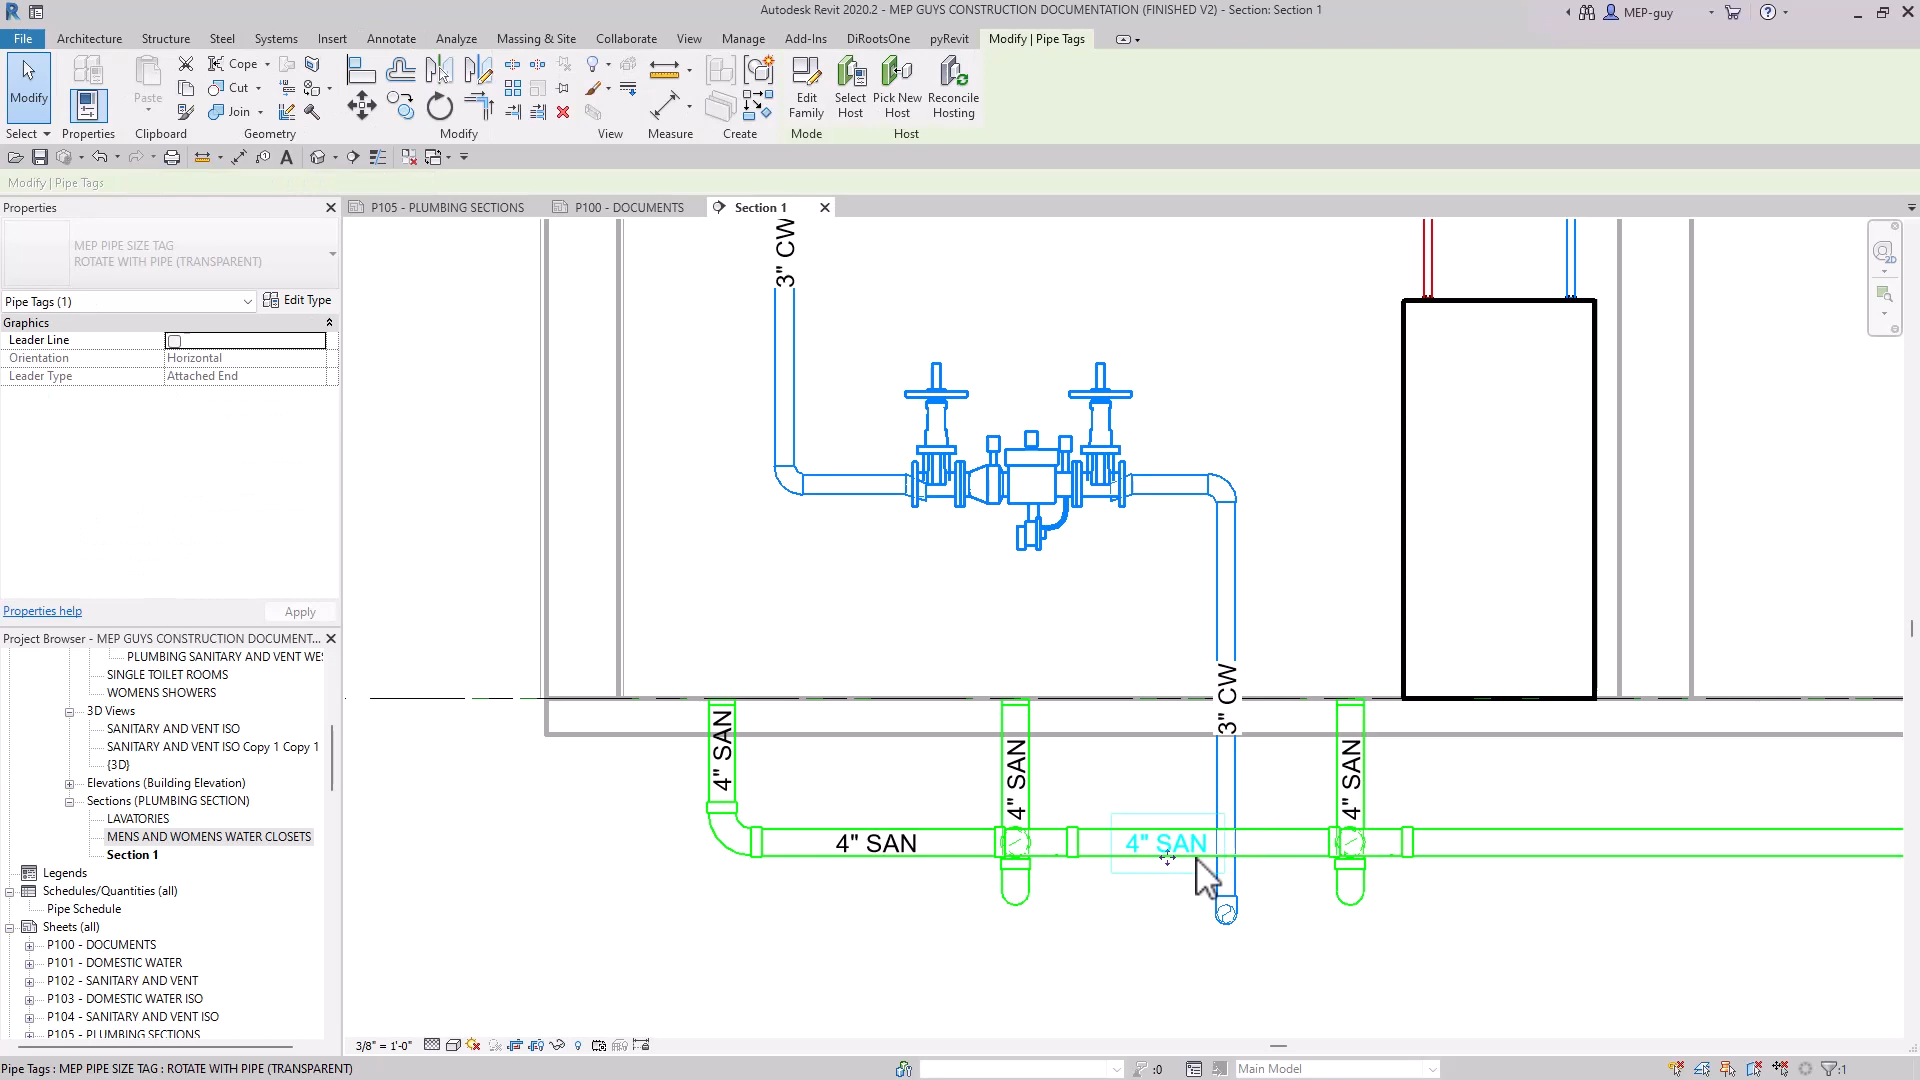 Autodesk Revit 2020.2 - MEP GUYS CONSTRUCTION DOCUMENTATION (FINISHED V2) - Section: Section 1
MEP-guy
File Architecture Structure Steel Systems Insert Annotate Analyze Massing & Site Collaborate View Manage Add-Ins DiRootsOne pyRevit Modify | Pipe Tags
Modify
Paste
Cope
Cut
Join
Edit Family
Select Host
Pick New Host
Reconcile Hosting
Select Properties Clipboard Geometry Modify View Measure Create Mode Host
Modify | Pipe Tags
Properties
P105 - PLUMBING SECTIONS
P100 - DOCUMENTS
Section 1
MEP PIPE SIZE TAG
ROTATE WITH PIPE (TRANSPARENT)
Pipe Tags (1)
Edit Type
Graphics
Leader Line
Orientation Horizontal
Leader Type Attached End
Properties help
Apply
Project Browser - MEP GUYS CONSTRUCTION DOCUMENT...
PLUMBING SANITARY AND VENT WES
SINGLE TOILET ROOMS
WOMENS SHOWERS
3D Views
SANITARY AND VENT ISO
SANITARY AND VENT ISO Copy 1 Copy 1
{3D}
Elevations (Building Elevation)
Sections (PLUMBING SECTION)
LAVATORIES
MENS AND WOMENS WATER CLOSETS
Section 1
Legends
Schedules/Quantities (all)
Pipe Schedule
Sheets (all)
P100 - DOCUMENTS
P101 - DOMESTIC WATER
P102 - SANITARY AND VENT
P103 - DOMESTIC WATER ISO
P104 - SANITARY AND VENT ISO
P105 - PLUMBING SECTIONS
2D
3" CW
3" CW
4" SAN
4" SAN
4" SAN
4" SAN
4" SAN
3/8" = 1'-0"
Pipe Tags : MEP PIPE SIZE TAG : ROTATE WITH PIPE (TRANSPARENT)
:0
Main Model
:1